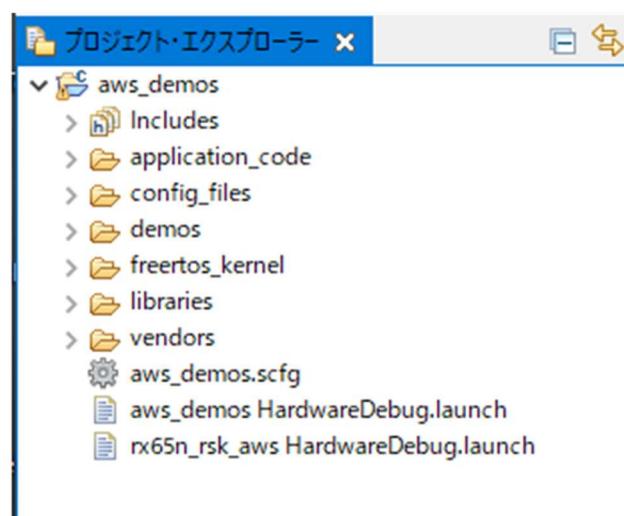 プロジェクト・エクスプローラー
aws_demos
Includes
application_code
config_files
demos
freertos_kernel
libraries
vendors
aws_demos.scfg
aws_demos HardwareDebug.launch
rx65n_rsk_aws HardwareDebug.launch